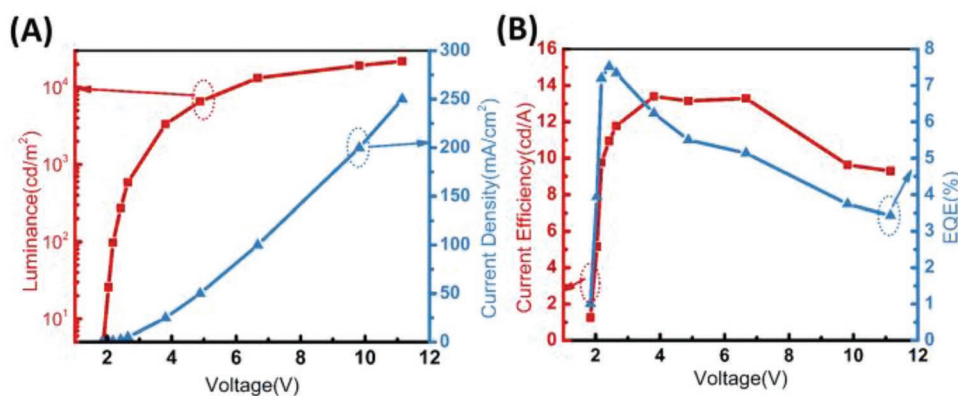 (A)
Luminance(cd/m²)
10⁴
10³
10²
10¹
2 4 6 8 10 12
Voltage(V)
300
250
200
150
100
50
0
Current Density(mA/cm²)
(B)
Current Efficiency(cd/A)
16
14
12
10
8
6
4
2
0
2 4 6 8 10 12
Voltage(V)
8
7
6
5
4
3
2
1
0
EQE(%)